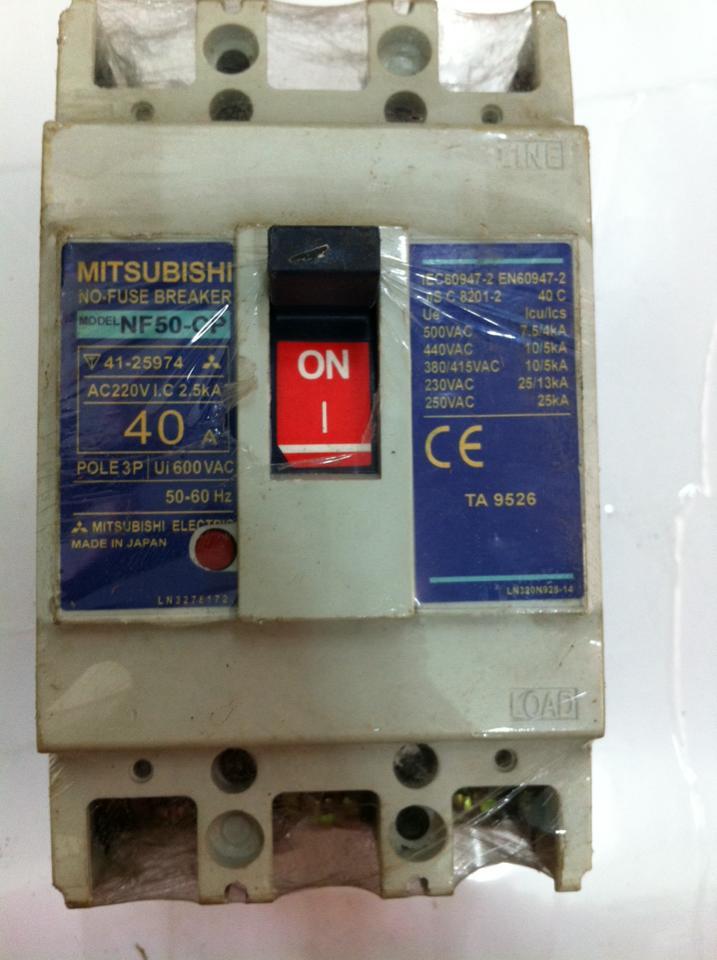 LINE
MITSUBISHI
NO-FUSE BREAKER
MODEL NF50-CP
41-25974
AC220V I.C 2.5kA
40 A
POLE 3P Ui 600 VAC
50-60 Hz
MITSUBISHI ELECTRIC
MADE IN JAPAN
LN3276172
ON
I
IEC60947-2 EN60947-2
JIS C 8201-2 40 C
Ue Icu/Ics
500VAC 7.5/4kA
440VAC 10/5kA
380/415VAC 10/5kA
230VAC 25/13kA
250VAC 25kA
CE
TA 9526
LN320N928-14
LOAD